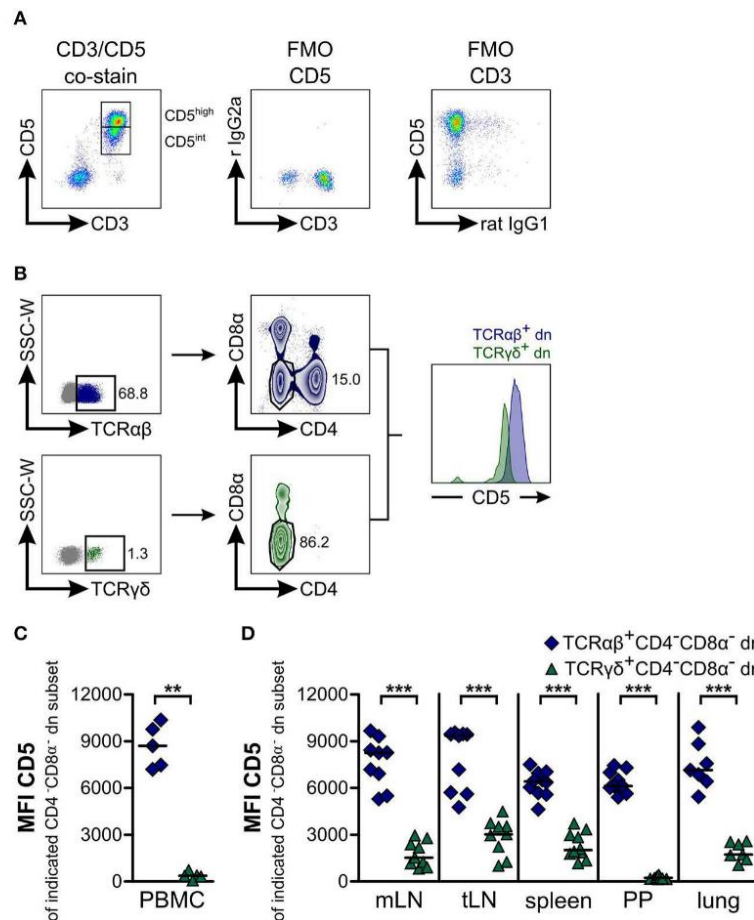 A
CD3/CD5
co-stain
FMO
CD5
FMO
CD3
CD5
CD5high
CD5int
CD3
r IgG2a
CD3
CD5
rat IgG1
B
SSC-W
68.8
TCRαβ
CD8α
15.0
CD4
TCRαβ+ dn
TCRγδ+ dn
CD5
SSC-W
1.3
TCRγδ
CD8α
86.2
CD4
C
D
TCRαβ+CD4-CD8α- dn
TCRγδ+CD4-CD8α- dn
MFI CD5
of indicated CD4-CD8α- dn subset
12000
9000
6000
3000
0
**
PBMC
MFI CD5
of indicated CD4-CD8α- dn subset
12000
9000
6000
3000
0
*** *** *** *** ***
mLN tLN spleen PP lung